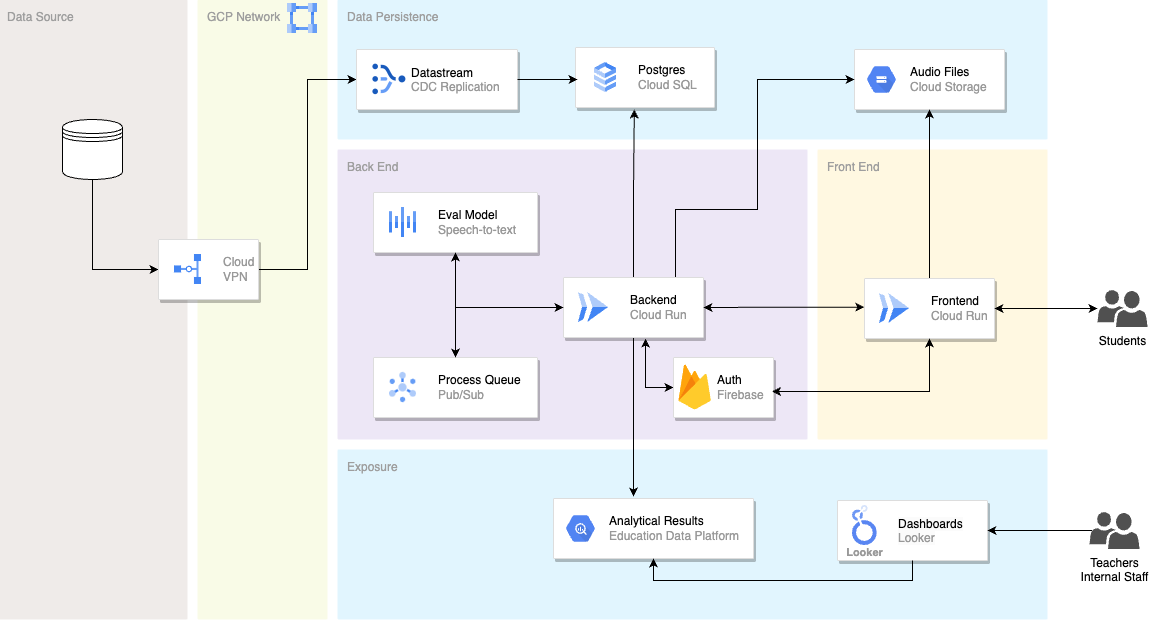 Data Source
GCP Network
Data Persistence
Datastream
CDC Replication
Postgres
Cloud SQL
Audio Files
Cloud Storage
Back End
Front End
Eval Model
Speech-to-text
Cloud
VPN
Backend
Cloud Run
Frontend
Cloud Run
Students
Process Queue
Pub/Sub
Auth
Firebase
Exposure
Analytical Results
Education Data Platform
Dashboards
Looker
Looker
Teachers
Internal Staff